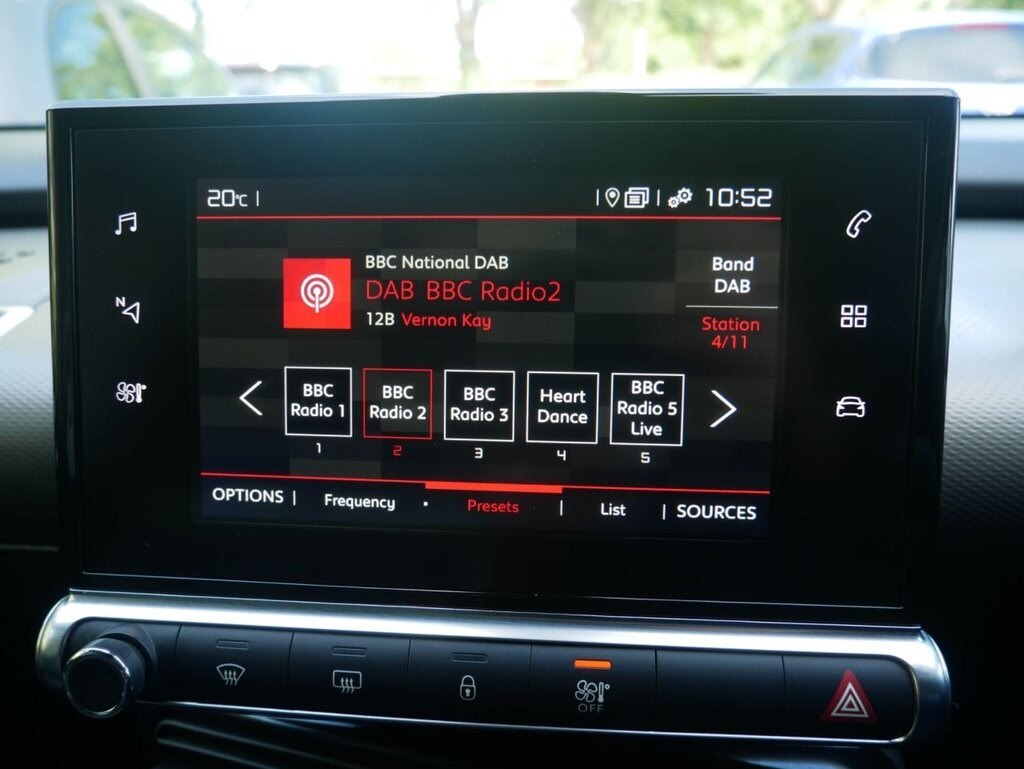 20°C |
| | 10:52
BBC National DAB
DAB BBC Radio2
12B Vernon Kay
Band
DAB
Station
4/11
N
BBC
Radio 1
BBC
Radio 2
BBC
Radio 3
Heart
Dance
BBC
Radio 5
Live
1
2
3
4
5
OPTIONS | Frequency · Presets | List | SOURCES
OFF